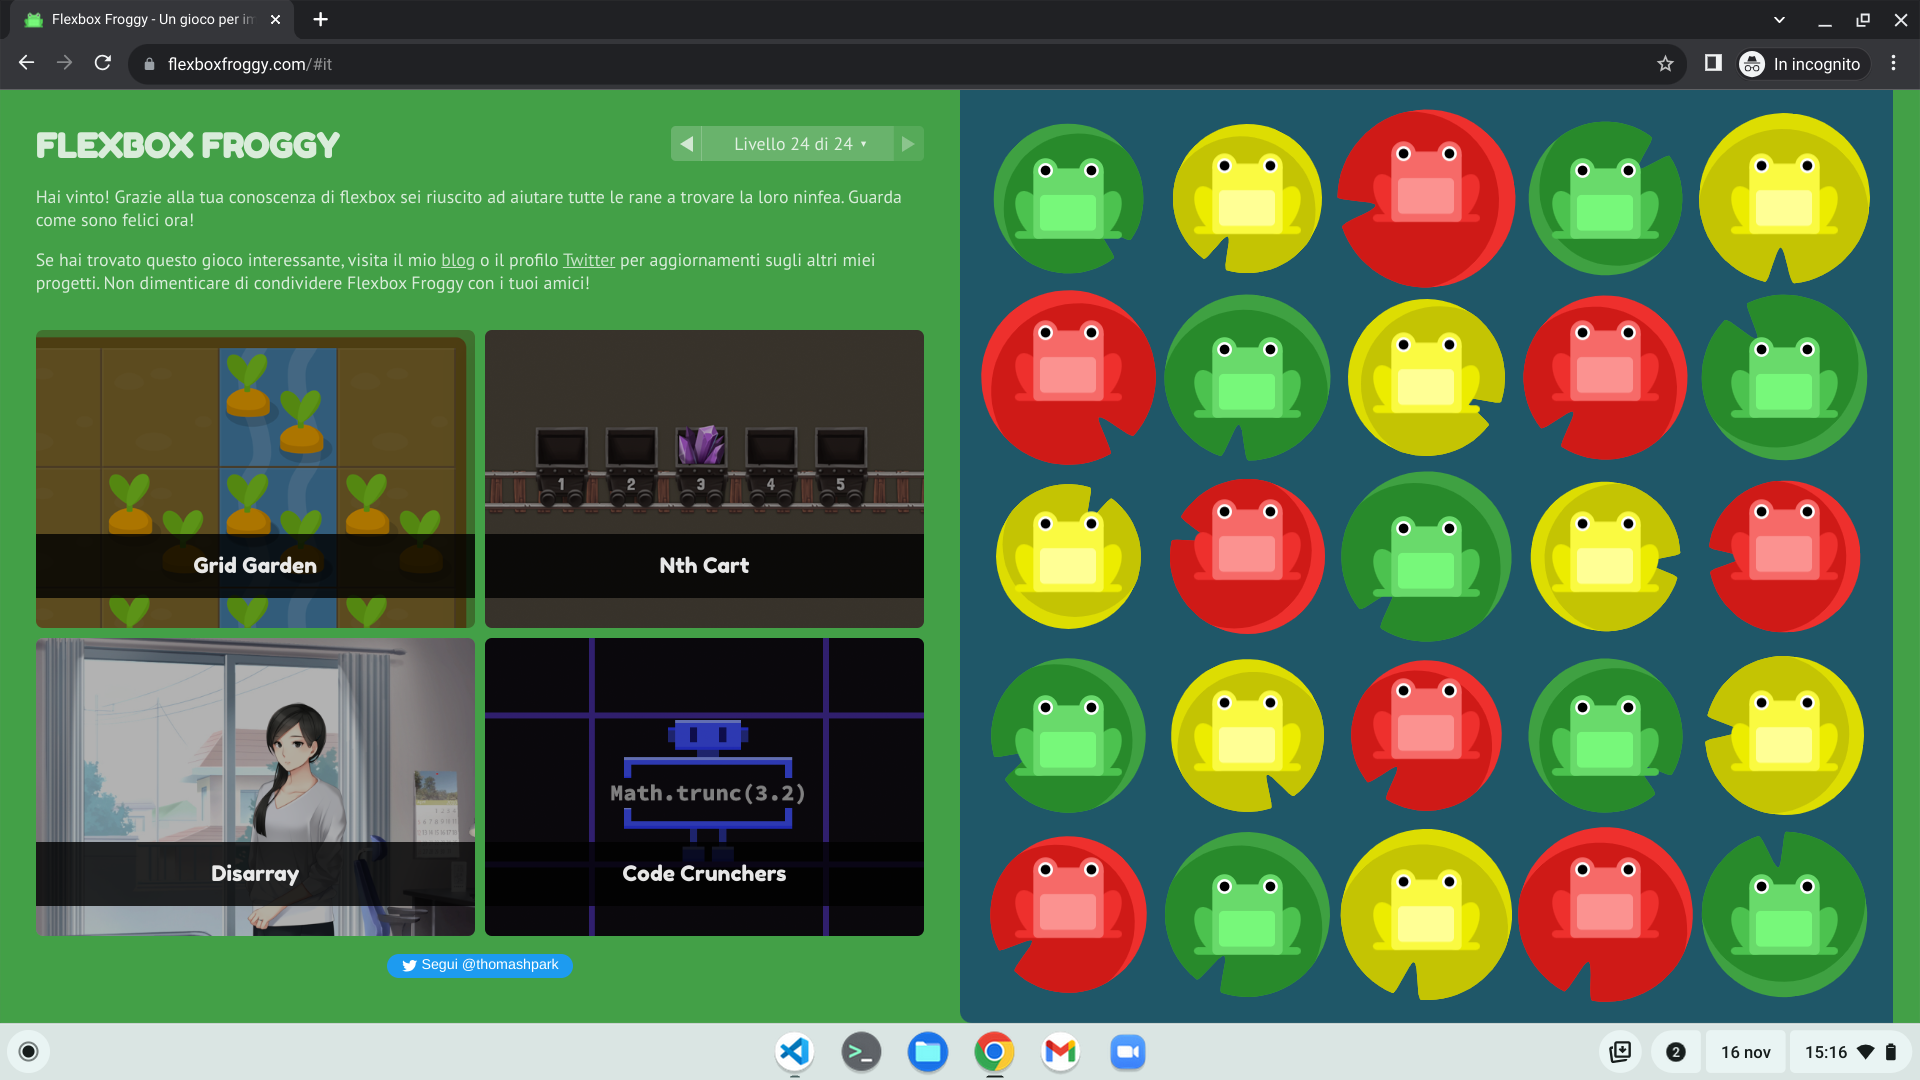 Flexbox Froggy - Un gioco per im
flexboxfroggy.com/#it
In incognito
FLEXBOX FROGGY
Livello 24 di 24
Hai vinto! Grazie alla tua conoscenza di flexbox sei riuscito ad aiutare tutte le rane a trovare la loro ninfea. Guarda
come sono felici ora!
Se hai trovato questo gioco interessante, visita il mio blog o il profilo Twitter per aggiornamenti sugli altri miei
progetti. Non dimenticare di condividere Flexbox Froggy con i tuoi amici!
1 2 3 4 5
Grid Garden
Nth Cart
Math.trunc(3.2)
Disarray
Code Crunchers
Segui @thomashpark
2
16 nov
15:16